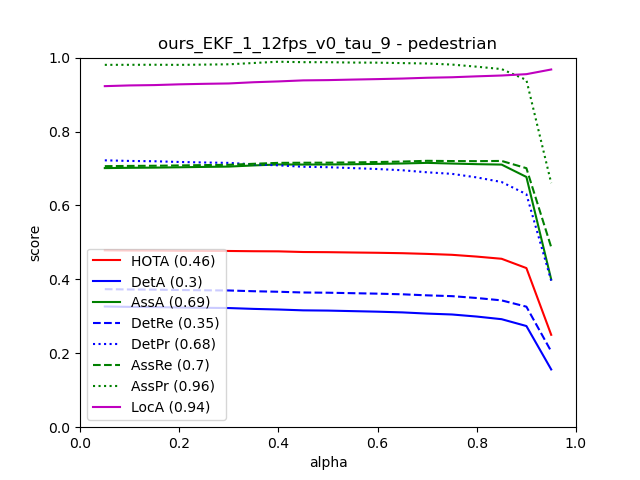 ours_EKF_1_12fps_v0_tau_9 - pedestrian
1.0
0.8
0.6
0.4
0.2
0.0
score
HOTA (0.46)
DetA (0.3)
AssA (0.69)
DetRe (0.35)
DetPr (0.68)
AssRe (0.7)
AssPr (0.96)
LocA (0.94)
0.0 0.2 0.4 0.6 0.8 1.0
alpha